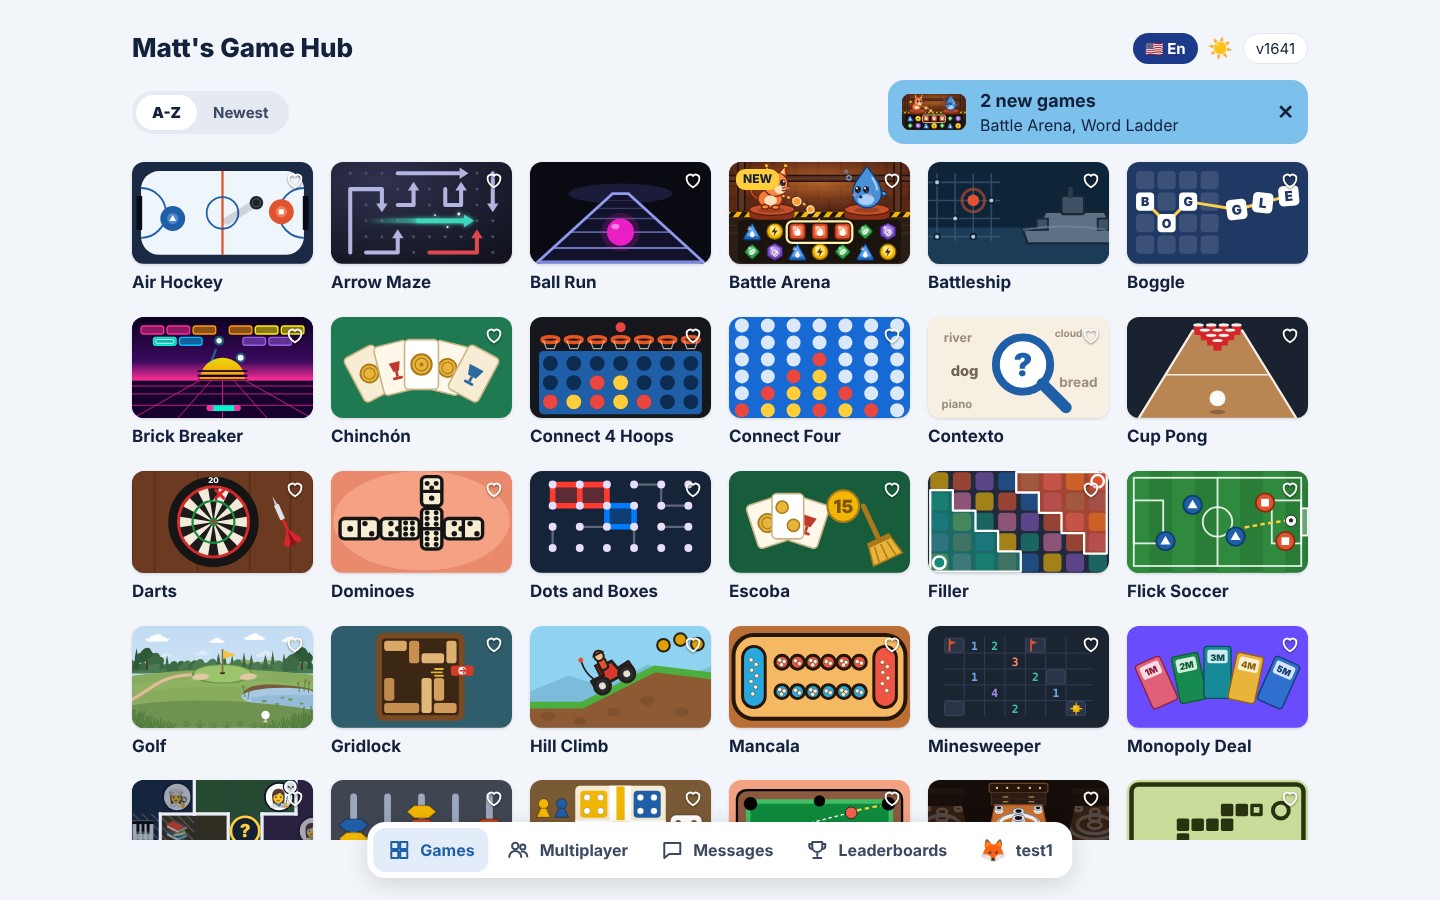 Matt's Game Hub
🇺🇸 En
v1641
A-Z
Newest
2 new games
Battle Arena, Word Ladder
NEW
B
O
G
G
L
E
Air Hockey
Arrow Maze
Ball Run
Battle Arena
Battleship
Boggle
river
cloud
dog
?
bread
piano
Brick Breaker
Chinchón
Connect 4 Hoops
Connect Four
Contexto
Cup Pong
20
15
Darts
Dominoes
Dots and Boxes
Escoba
Filler
Flick Soccer
1 2
3
1 2
4 1
2
1M
2M
3M
4M
5M
Golf
Gridlock
Hill Climb
Mancala
Minesweeper
Monopoly Deal
?
Games
Multiplayer
Messages
Leaderboards
test1